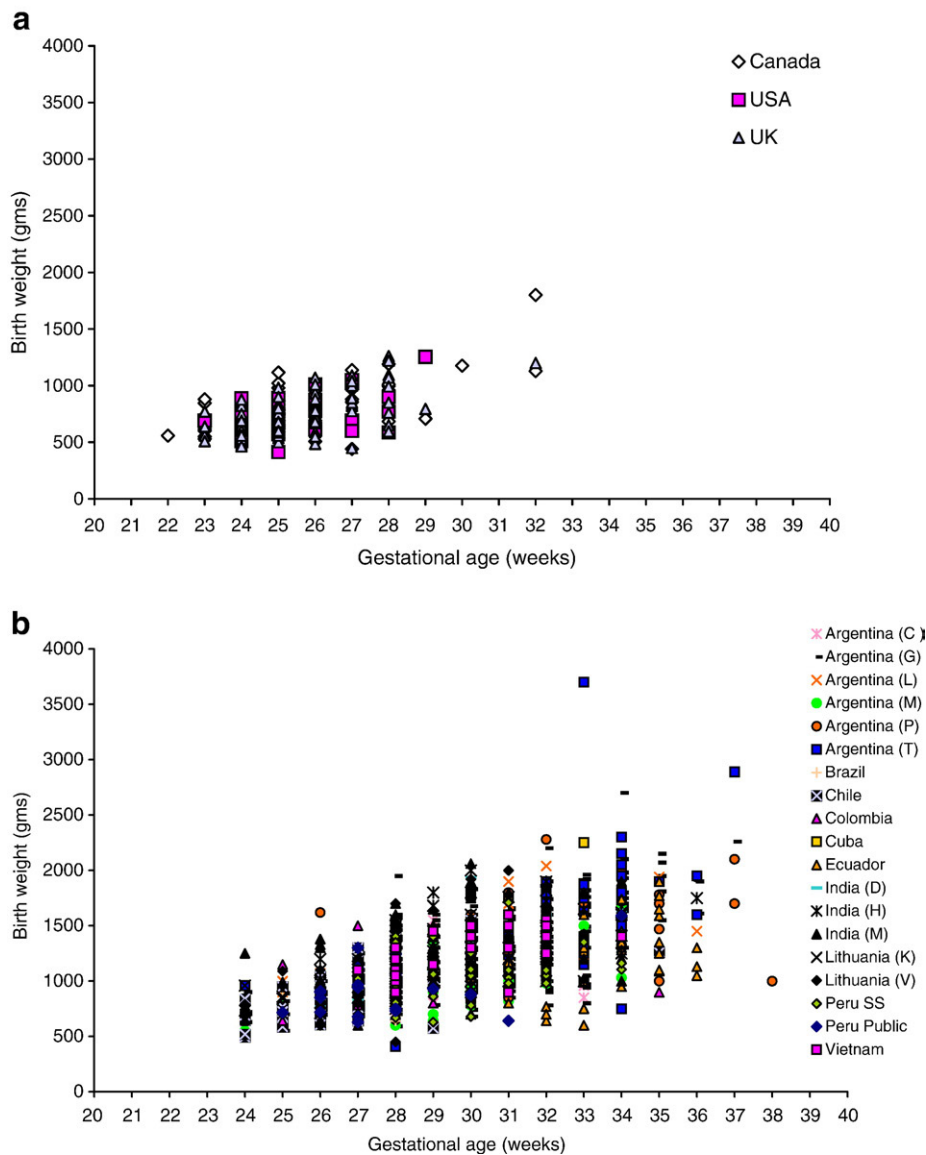 a
4000
3500
3000
2500
2000
1500
1000
500
0
Birth weight (gms)
Canada
USA
UK
20 21 22 23 24 25 26 27 28 29 30 31 32 33 34 35 36 37 38 39 40
Gestational age (weeks)
b
4000
3500
3000
2500
2000
1500
1000
500
0
Birth weight (gms)
Argentina (C )
Argentina (G)
Argentina (L)
Argentina (M)
Argentina (P)
Argentina (T)
Brazil
Chile
Colombia
Cuba
Ecuador
India (D)
India (H)
India (M)
Lithuania (K)
Lithuania (V)
Peru SS
Peru Public
Vietnam
20 21 22 23 24 25 26 27 28 29 30 31 32 33 34 35 36 37 38 39 40
Gestational age (weeks)